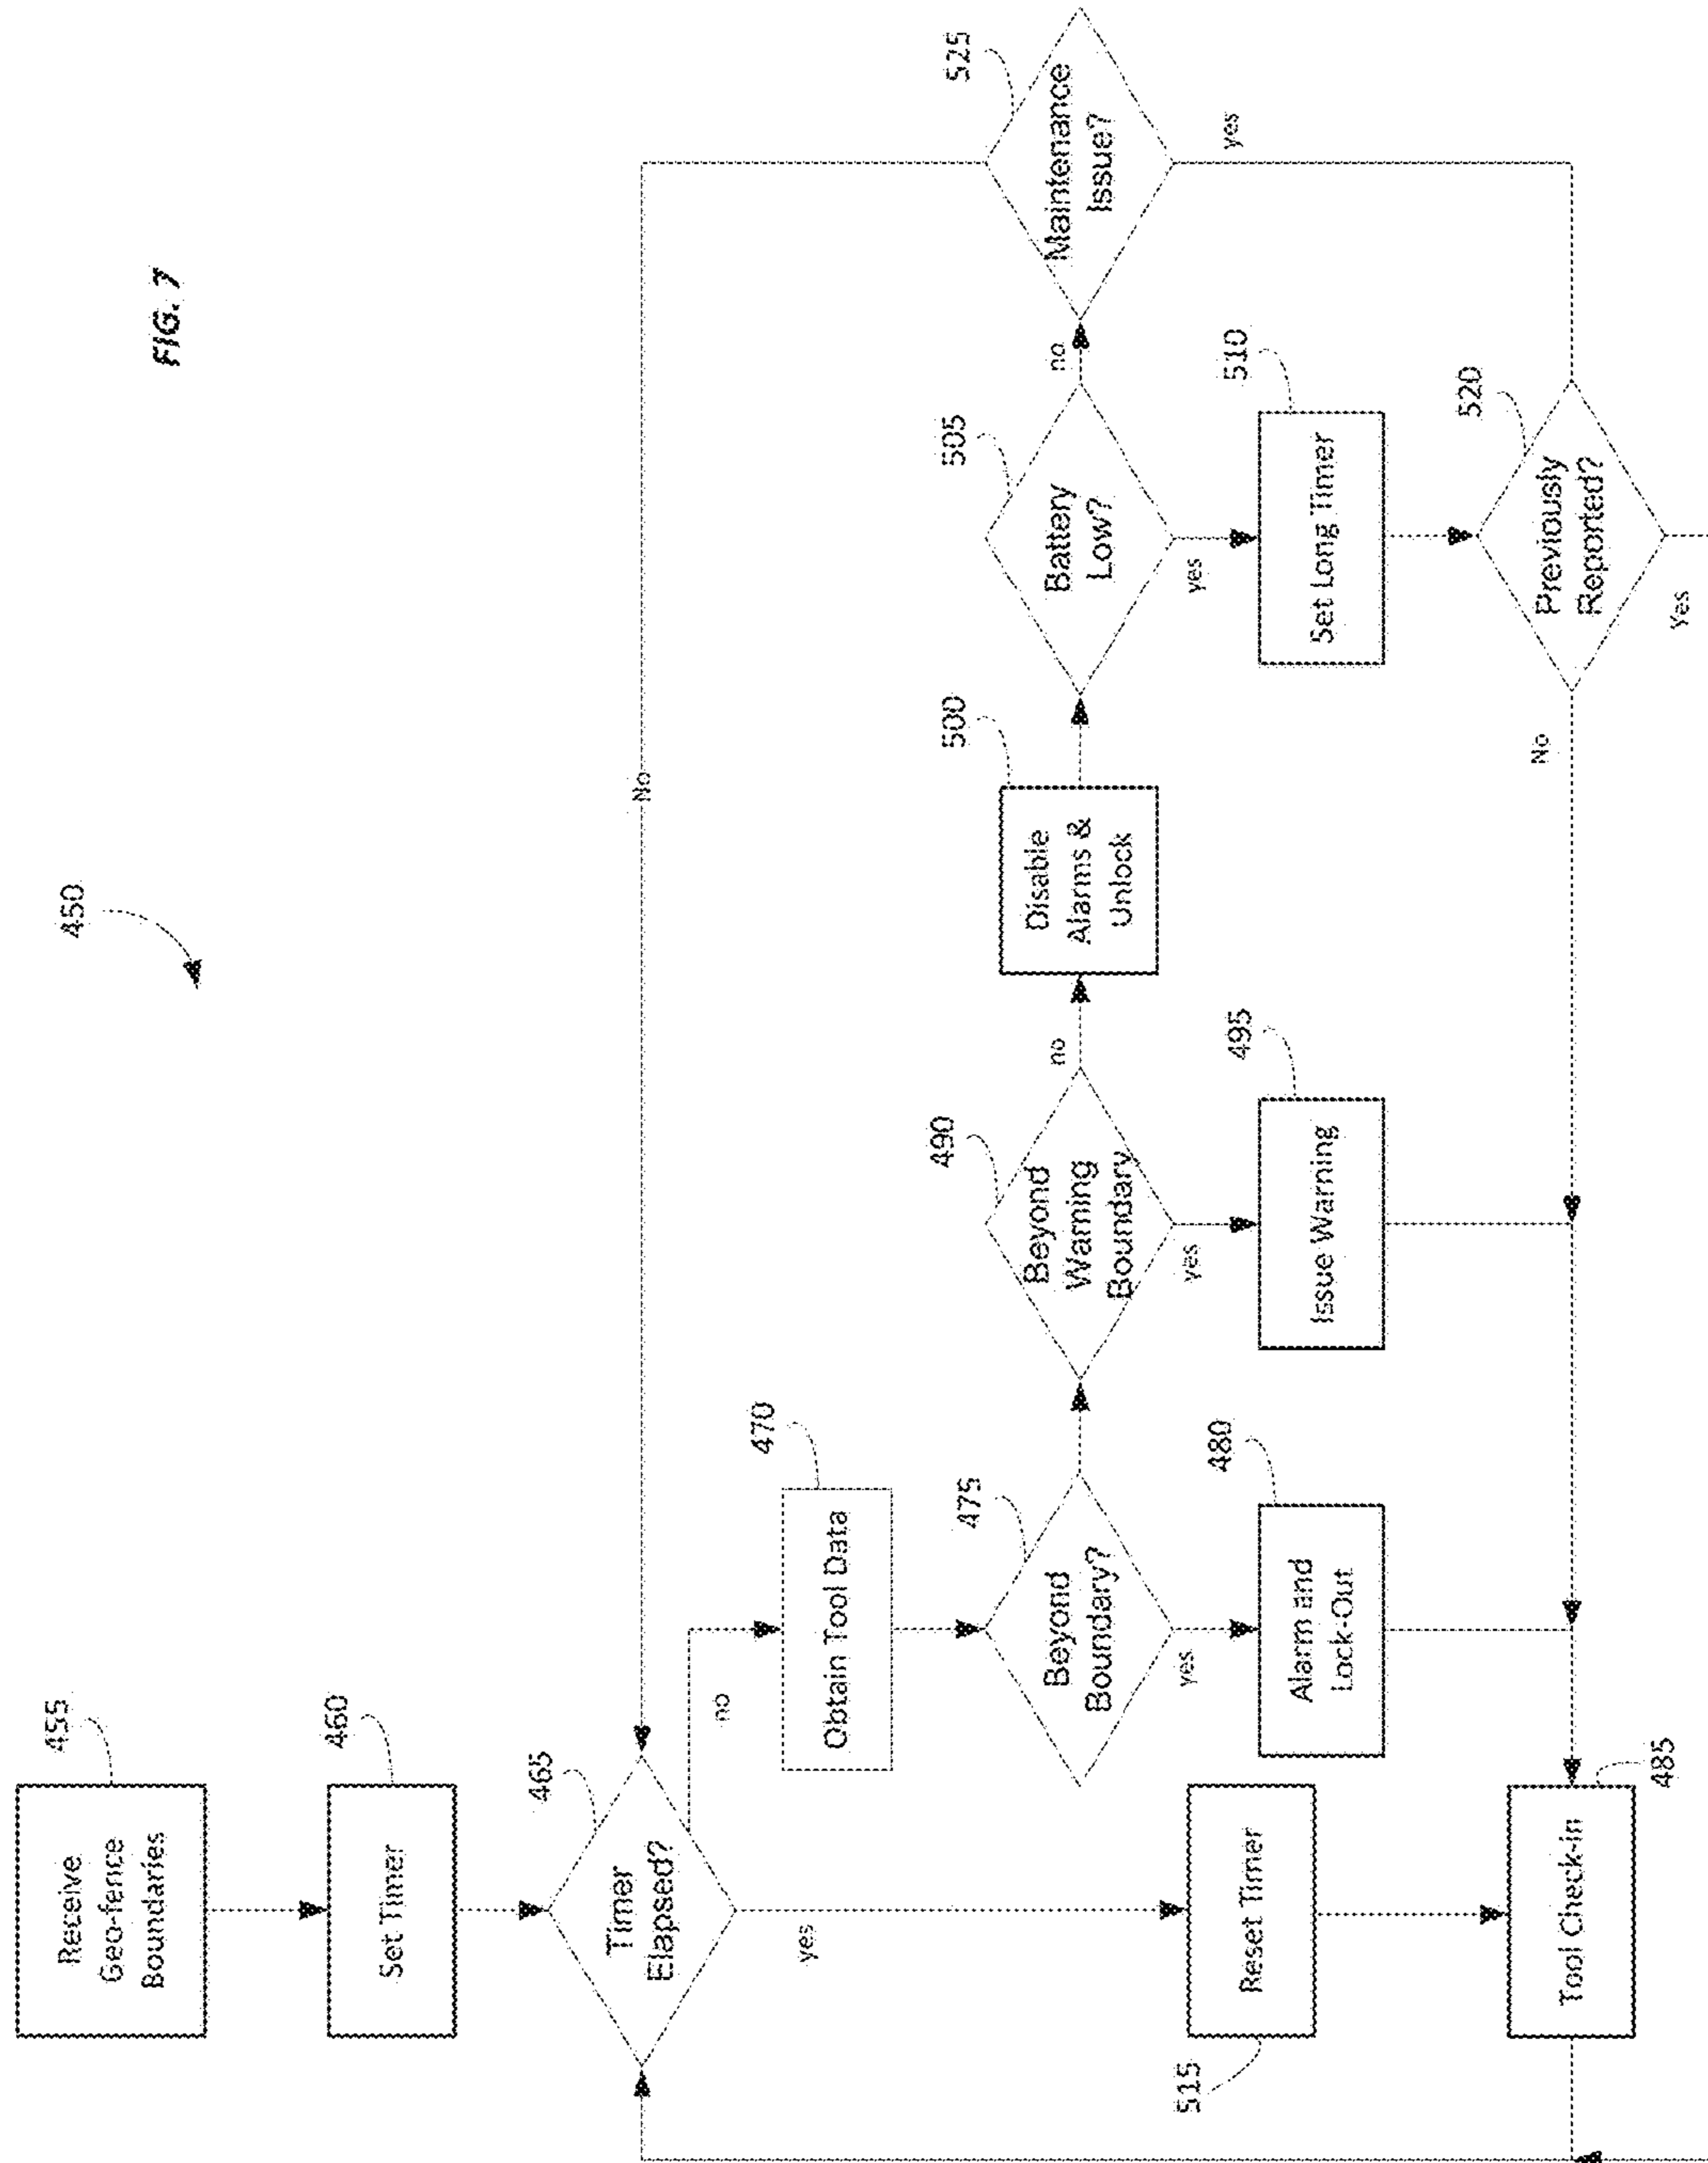 FIG. 7
450
455
Receive
Geo-fence
Boundaries
460
Set Timer
465
Timer
Elapsed?
no
yes
No
470
Obtain Tool Data
475
Beyond
Boundary?
yes
480
Alarm and
Lock-Out
490
Beyond
Warning
Boundary
no
yes
495
Issue Warning
500
Disable
Alarms &
Unlock
505
Battery
Low?
no
yes
510
Set Long Timer
525
Maintenance
Issue?
yes
520
Previously
Reported?
No
Yes
515
Reset Timer
485
Tool Check-in